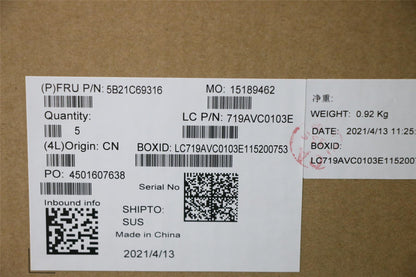 (P)FRU P/N: 5B21C69316 MO: 15189462
Quantity: LC P/N: 719AVC0103E
5
(4L)Origin: CN BOXID: LC719AVC0103E115200753
PO: 4501607638
Serial No
Inbound info
SHIPTO:
SUS
Made in China
2021/4/13
净重:
WEIGHT: 0.92 Kg
DATE: 2021/4/13 11:25:
BOXID:
LC719AVC0103E115200